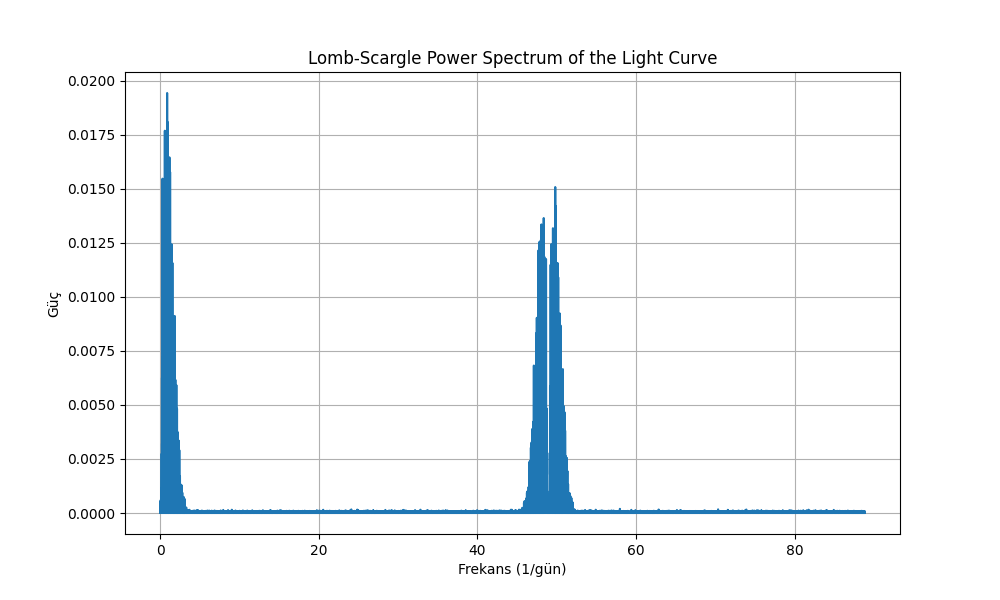 Lomb-Scargle Power Spectrum of the Light Curve
0.0200
0.0175
0.0150
0.0125
0.0100
0.0075
0.0050
0.0025
0.0000
Güç
0 20 40 60 80
Frekans (1/gün)